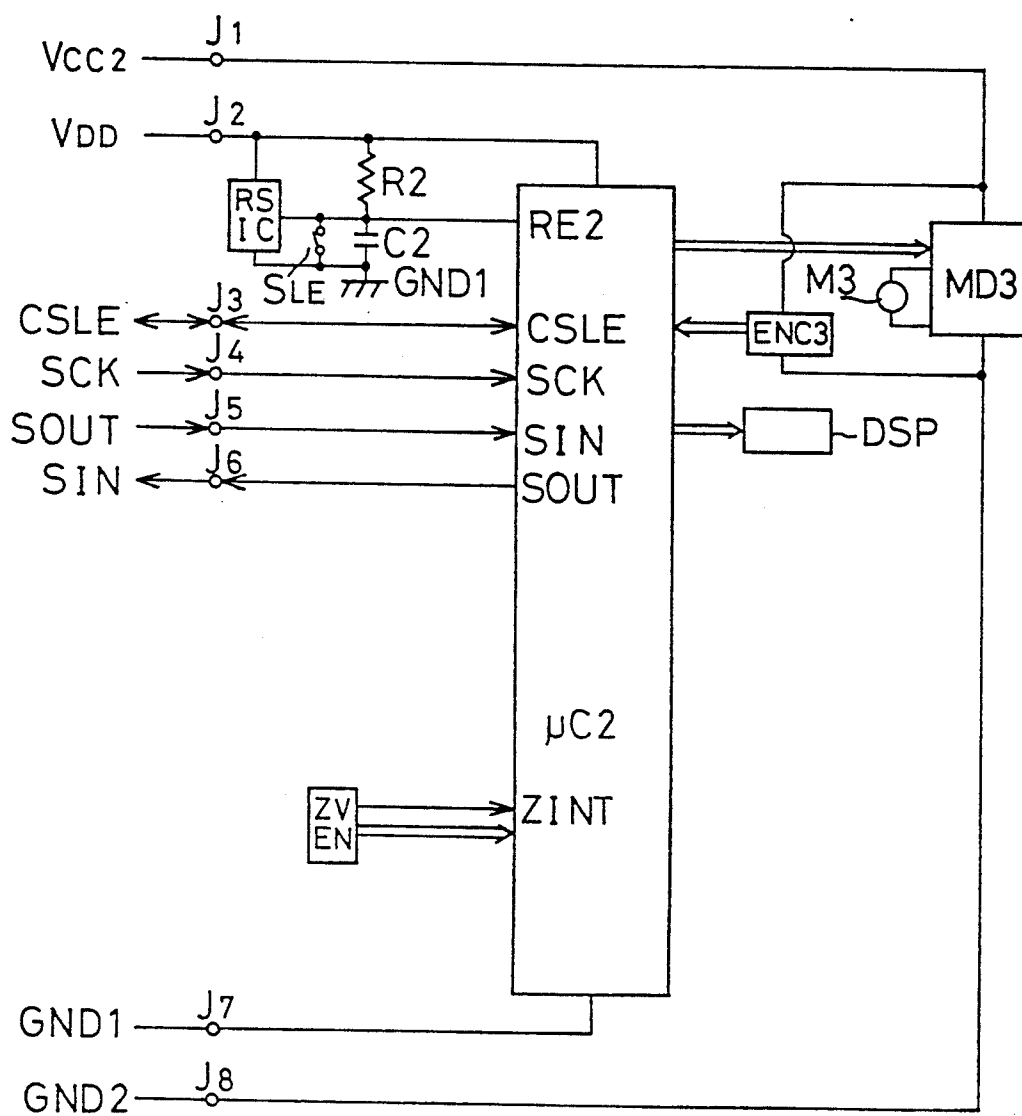 J1
VCC2
J2
VDD
RS
IC
R2
C2
SLE
GND1
RE2
M3
MD3
J3
CSLE
CSLE
ENC3
J4
SCK
SCK
J5
SOUT
SIN
DSP
J6
SIN
SOUT
µC2
ZV
EN
ZINT
J7
GND1
J8
GND2